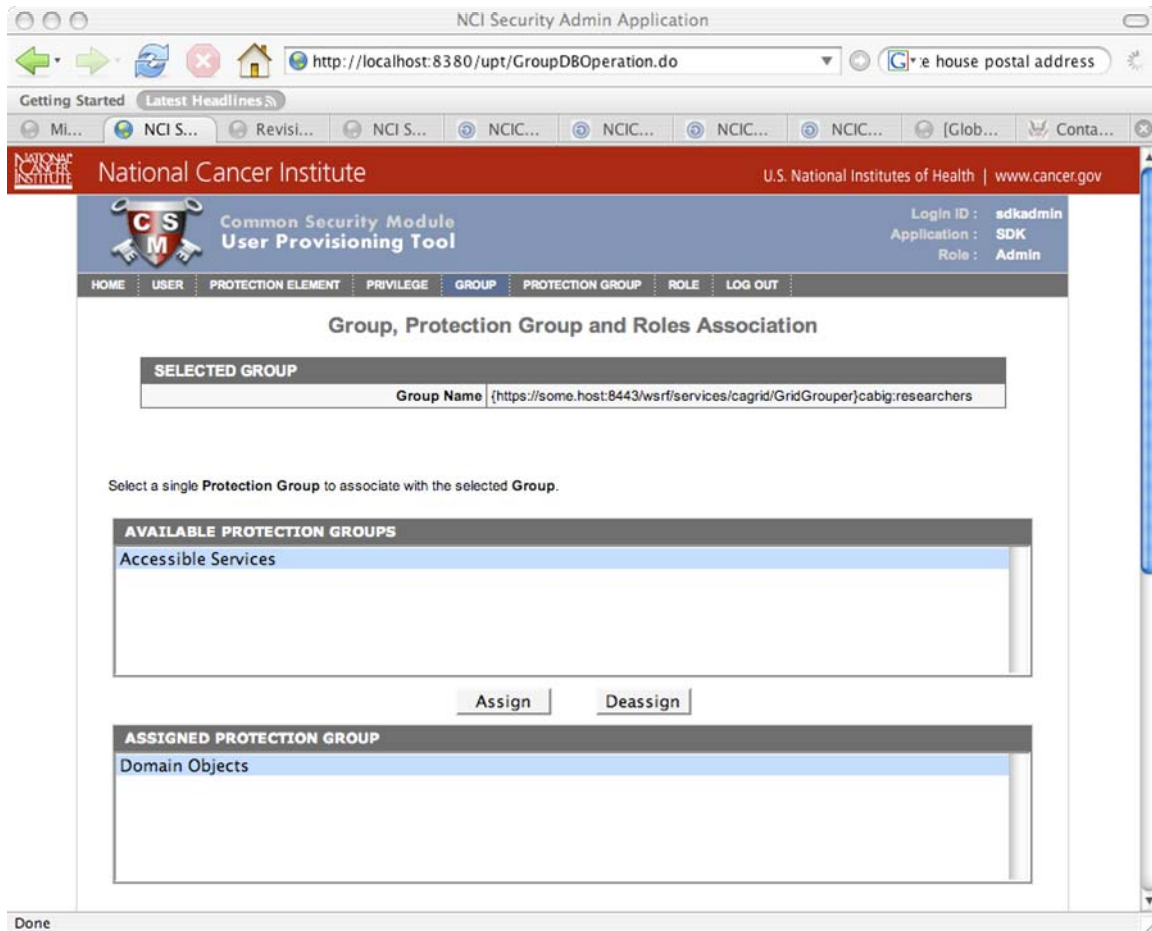 NCI Security Admin Application
http://localhost:8380/upt/GroupDBOperation.do
G
e house postal address
Getting Started Latest Headlines
Mi... NCI S... Revisi... NCI S... NCIC... NCIC... NCIC... NCIC... [Glob... Conta...
NATIONAL CANCER INSTITUTE
National Cancer Institute
U.S. National Institutes of Health | www.cancer.gov
C S M
Common Security Module
User Provisioning Tool
Login ID : sdkadmin
Application : SDK
Role : Admin
HOME USER PROTECTION ELEMENT PRIVILEGE GROUP PROTECTION GROUP ROLE LOG OUT
Group, Protection Group and Roles Association
SELECTED GROUP
Group Name {https://some.host:8443/wsrf/services/cagrid/GridGrouper}cabig:researchers
Select a single Protection Group to associate with the selected Group.
AVAILABLE PROTECTION GROUPS
Accessible Services
Assign Deassign
ASSIGNED PROTECTION GROUP
Domain Objects
Done